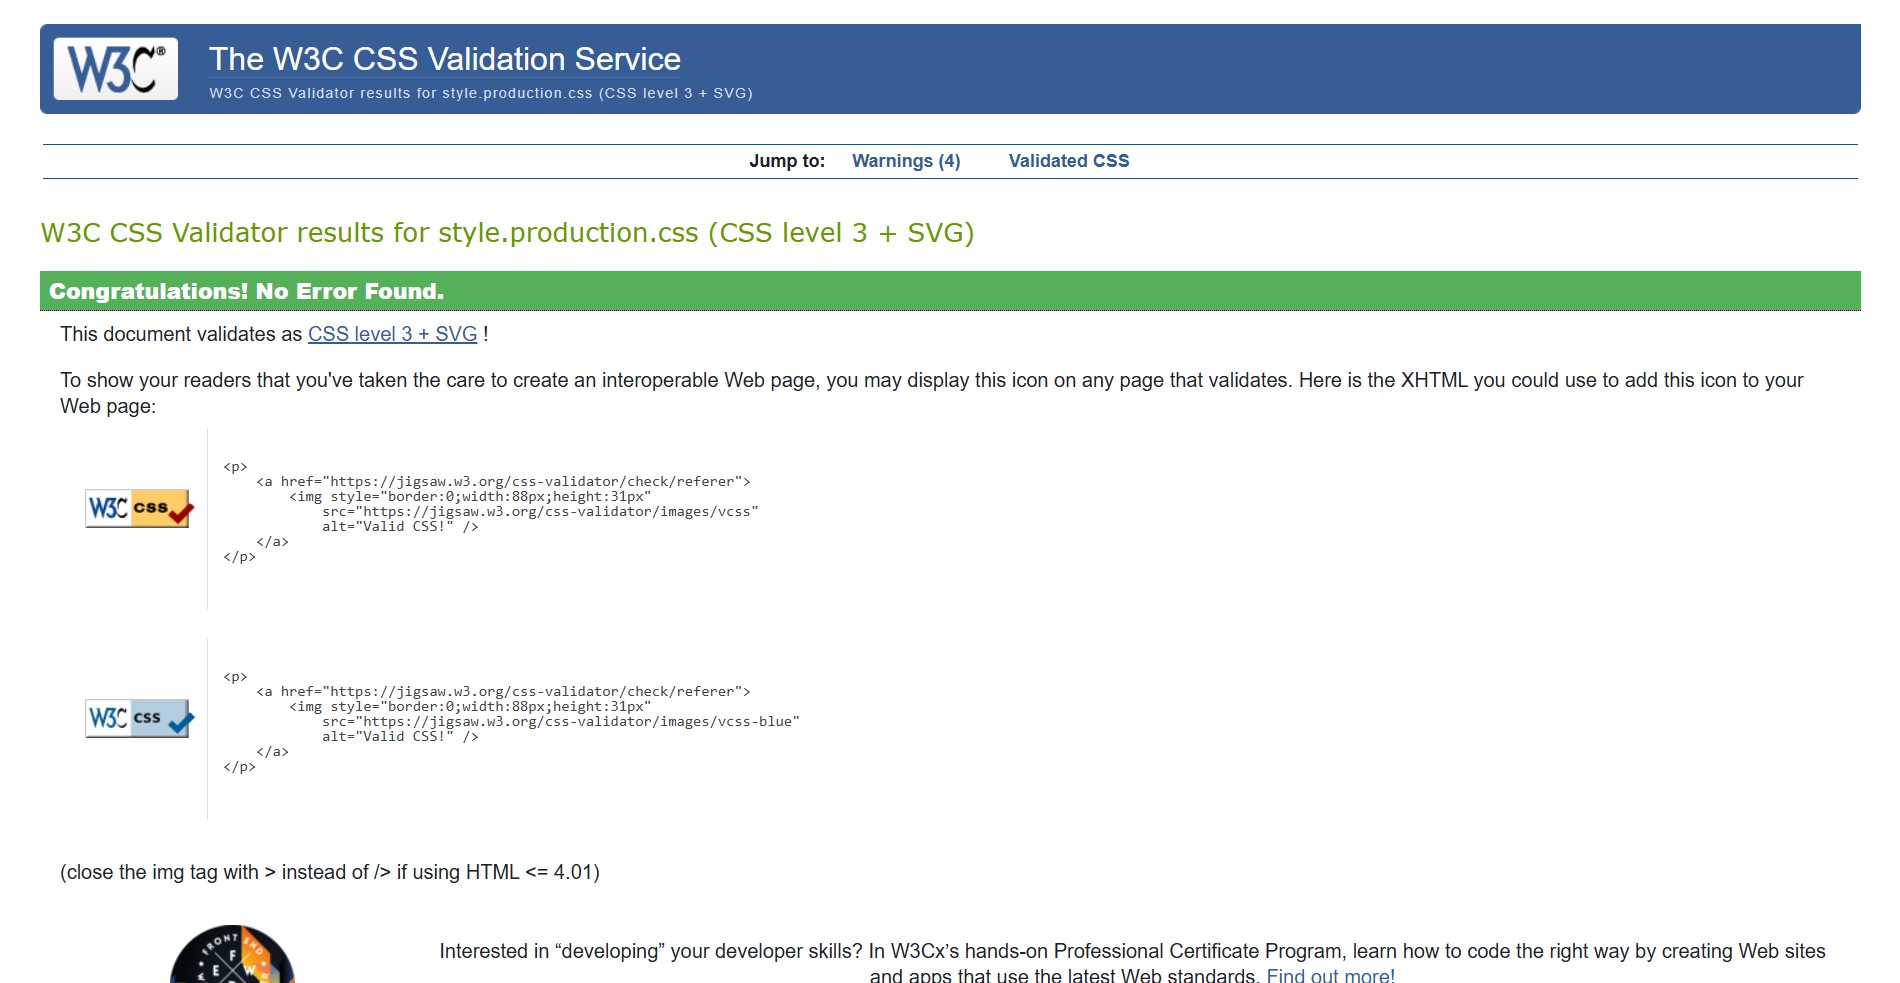 W3C®
The W3C CSS Validation Service
W3C CSS Validator results for style.production.css (CSS level 3 + SVG)
Jump to: Warnings (4) Validated CSS
W3C CSS Validator results for style.production.css (CSS level 3 + SVG)
Congratulations! No Error Found.
This document validates as CSS level 3 + SVG !
To show your readers that you've taken the care to create an interoperable Web page, you may display this icon on any page that validates. Here is the XHTML you could use to add this icon to your
Web page:
W3C css
<p>
    <a href="https://jigsaw.w3.org/css-validator/check/referer">
        <img style="border:0;width:88px;height:31px"
            src="https://jigsaw.w3.org/css-validator/images/vcss"
            alt="Valid CSS!" />
    </a>
</p>
W3C css
<p>
    <a href="https://jigsaw.w3.org/css-validator/check/referer">
        <img style="border:0;width:88px;height:31px"
            src="https://jigsaw.w3.org/css-validator/images/vcss-blue"
            alt="Valid CSS!" />
    </a>
</p>
(close the img tag with > instead of /> if using HTML <= 4.01)
FRONT END
F
E W
Interested in “developing” your developer skills? In W3Cx’s hands-on Professional Certificate Program, learn how to code the right way by creating Web sites
and apps that use the latest Web standards. Find out more!